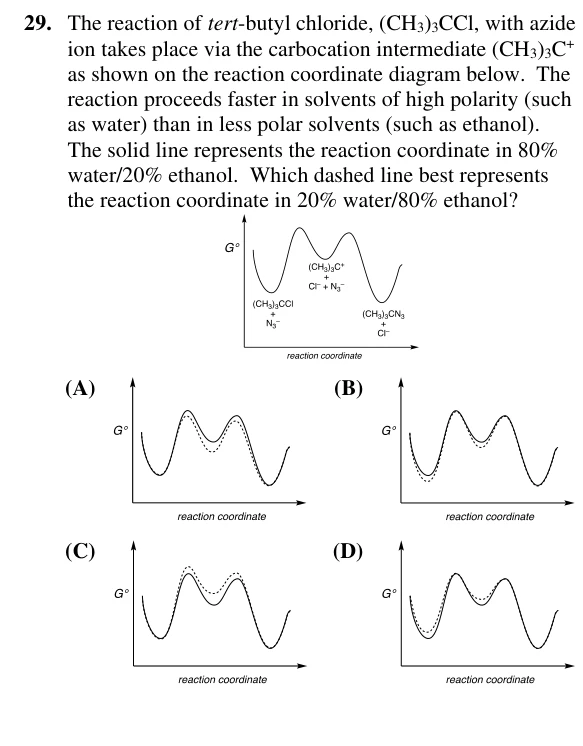 29. The reaction of tert-butyl chloride, (CH3)3CCl, with azide
ion takes place via the carbocation intermediate (CH3)3C+
as shown on the reaction coordinate diagram below. The
reaction proceeds faster in solvents of high polarity (such
as water) than in less polar solvents (such as ethanol).
The solid line represents the reaction coordinate in 80%
water/20% ethanol. Which dashed line best represents
the reaction coordinate in 20% water/80% ethanol?
G°
(CH3)3C+
+
Cl− + N3−
(CH3)3CCl
+
N3−
(CH3)3CN3
+
Cl−
reaction coordinate
(A)
G°
reaction coordinate
(B)
G°
reaction coordinate
(C)
G°
reaction coordinate
(D)
G°
reaction coordinate